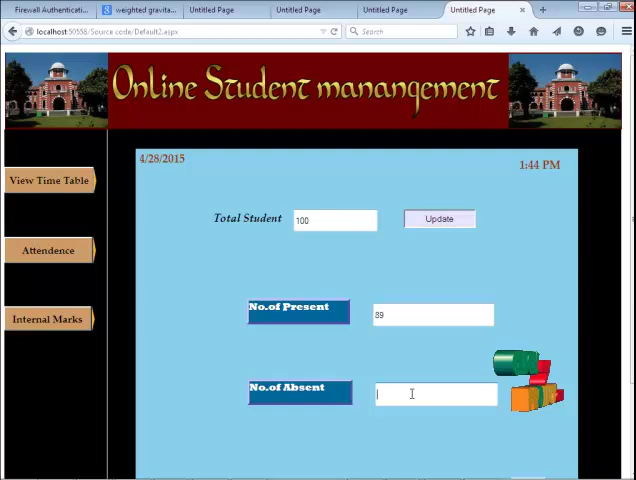 Firewall Authenticati...
weighted gravita...
Untitled Page
Untitled Page
Untitled Page
Untitled Page
localhost:50558/Source code/Default2.aspx
Search
Online Student manangement
4/28/2015
1:44 PM
View Time Table
Total Student
100
Update
Attendence
No.of Present
89
Internal Marks
No.of Absent